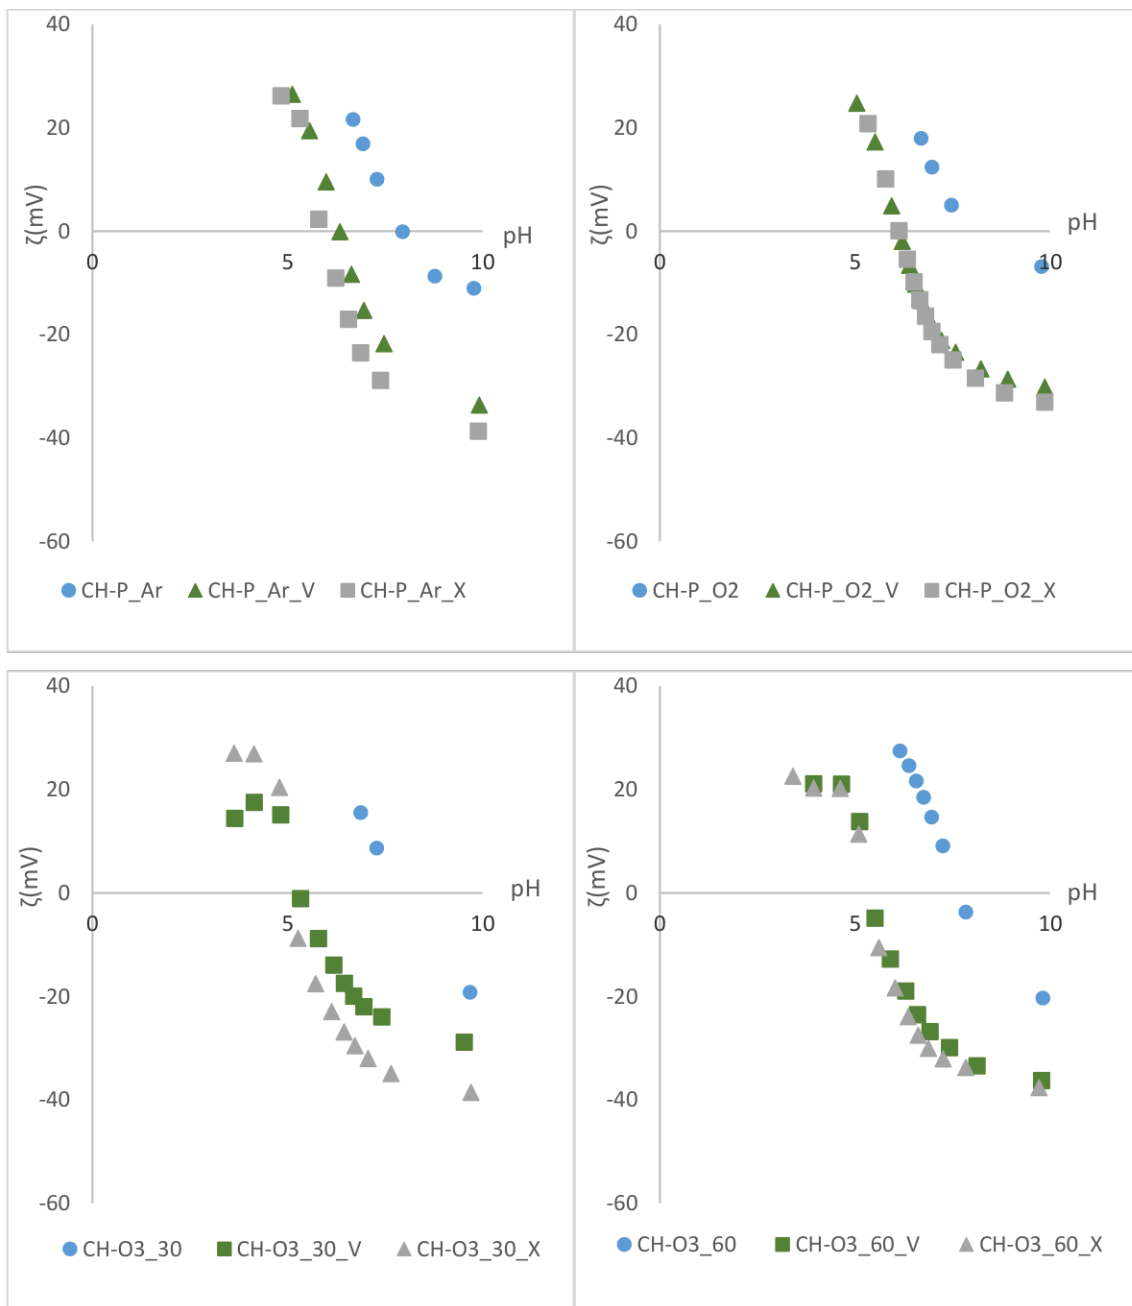 40
20
0
-20
-40
-60
ζ(mV)
0
5
10
pH
CH-P_Ar
CH-P_Ar_V
CH-P_Ar_X
40
20
0
-20
-40
-60
ζ(mV)
0
5
10
pH
CH-P_O2
CH-P_O2_V
CH-P_O2_X
40
20
0
-20
-40
-60
ζ(mV)
0
5
10
pH
CH-O3_30
CH-O3_30_V
CH-O3_30_X
40
20
0
-20
-40
-60
ζ(mV)
0
5
10
pH
CH-O3_60
CH-O3_60_V
CH-O3_60_X